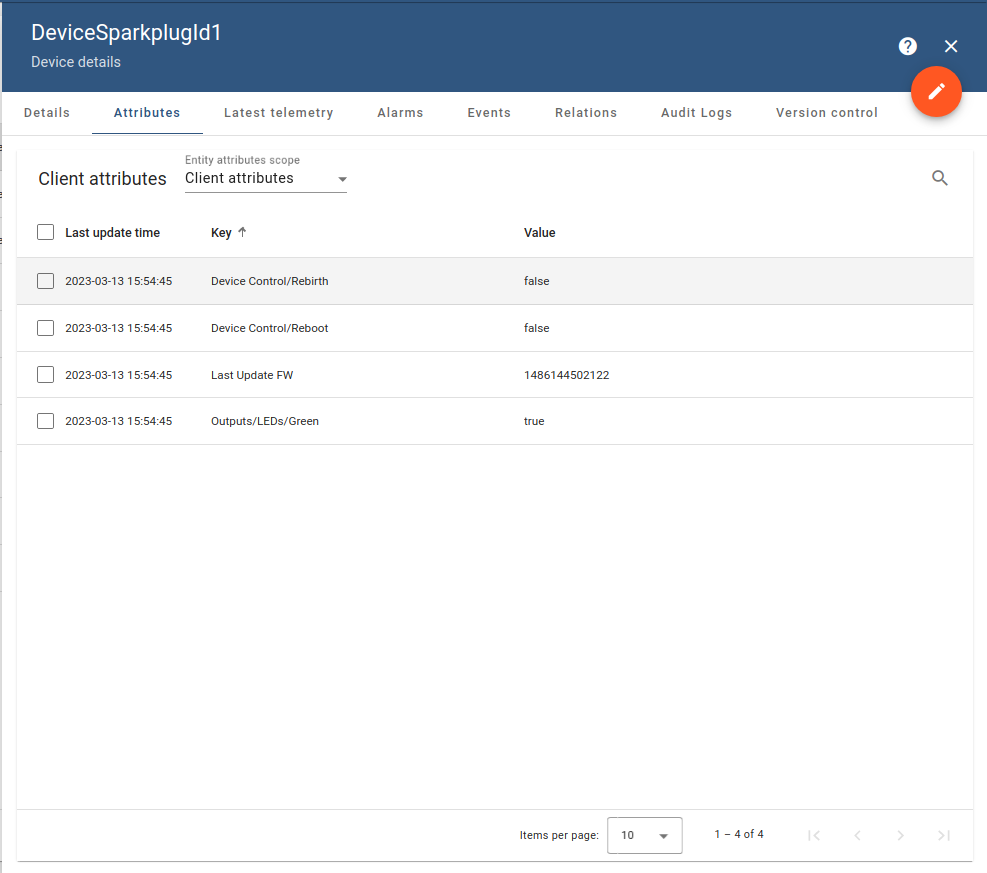 DeviceSparkplugId1
Device details
Details Attributes Latest telemetry Alarms Events Relations Audit Logs Version control
Entity attributes scope
Client attributes Client attributes
Last update time Key Value
2023-03-13 15:54:45 Device Control/Rebirth false
2023-03-13 15:54:45 Device Control/Reboot false
2023-03-13 15:54:45 Last Update FW 1486144502122
2023-03-13 15:54:45 Outputs/LEDs/Green true
Items per page: 10 1 – 4 of 4